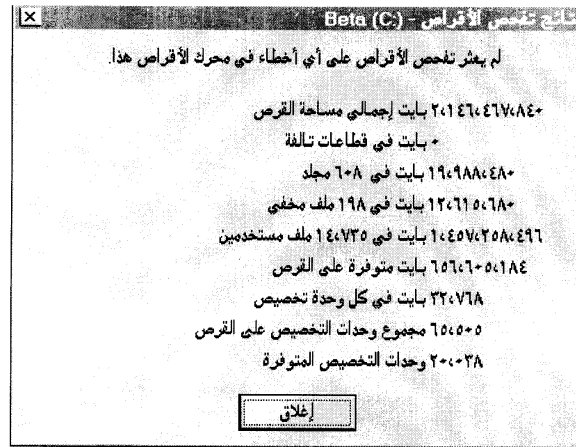 نتائج تفحص الأقراص - Beta (C:)
لم يعثر تفحص الأقراص على أي أخطاء في محرك الأقراص هذا.
٢،١٤٦،٤٦٧،٨٤٠ بايت إجمالي مساحة القرص
٠ بايت في قطاعات تالفة
١٩،٩٨٨،٤٨٠ بايت في ٦٠٨ مجلد
١٢،٦١٥،٦٨٠ بايت في ١٩٨ ملف مخفي
١،٤٥٧،٢٥٨،٤٩٦ بايت في ١٤،٧٣٥ ملف مستخدمين
٦٥٦،٦٠٥،١٨٤ بايت متوفرة على القرص
٣٢،٧٦٨ بايت في كل وحدة تخصيص
٦٥،٥٠٥ مجموع وحدات التخصيص على القرص
٢٠،٠٣٨ وحدات التخصيص المتوفرة
إغلاق